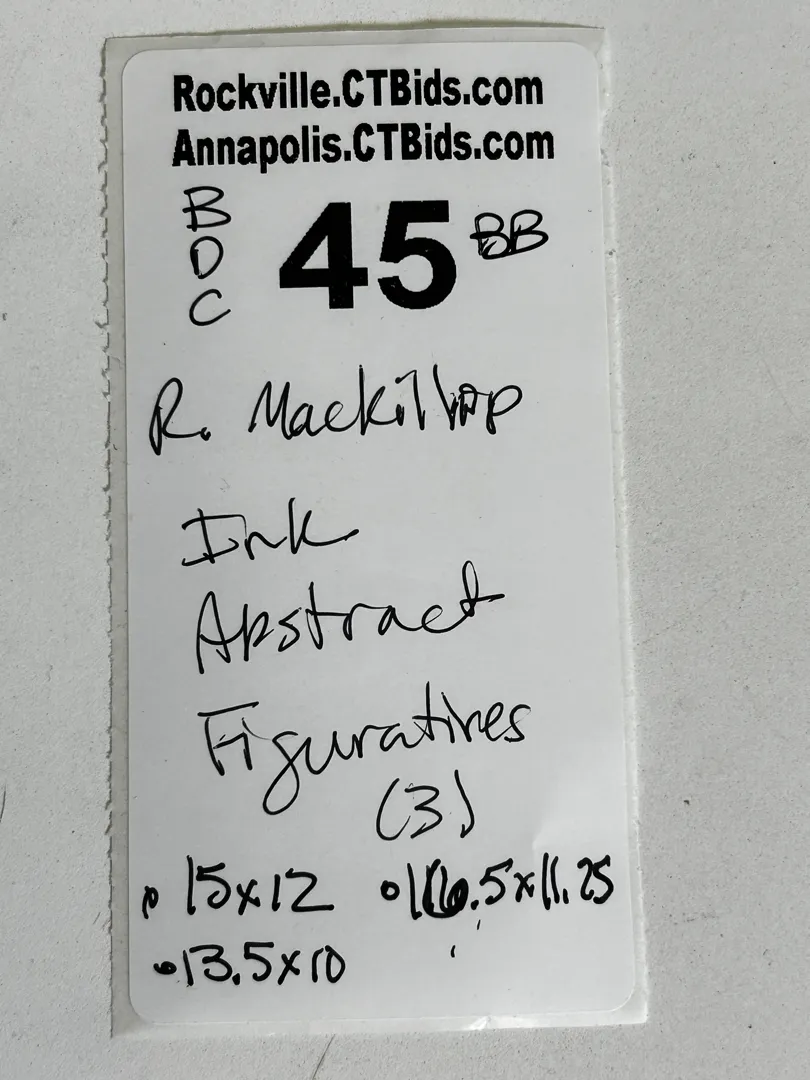 Rockville.CTBids.com
Annapolis.CTBids.com
B
D
C
45 BB
R. Mackillop
Ink
Abstract
Figuratives
(3)
• 15x12 • 16.5x11.25
• 13.5x10